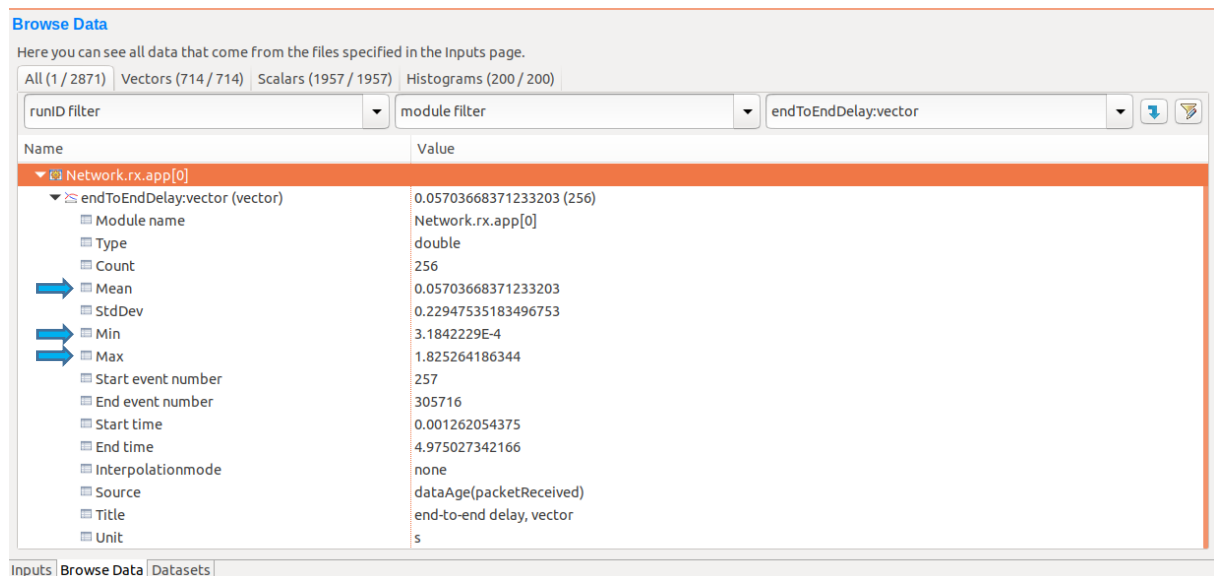 Browse Data
Here you can see all data that come from the files specified in the Inputs page.
All (1 / 2871) Vectors (714 / 714) Scalars (1957 / 1957) Histograms (200 / 200)
runID filter module filter endToEndDelay:vector
Name Value
Network.rx.app[0]
endToEndDelay:vector (vector) 0.05703668371233203 (256)
Module name Network.rx.app[0]
Type double
Count 256
Mean 0.05703668371233203
StdDev 0.22947535183496753
Min 3.1842229E-4
Max 1.825264186344
Start event number 257
End event number 305716
Start time 0.001262054375
End time 4.975027342166
Interpolationmode none
Source dataAge(packetReceived)
Title end-to-end delay, vector
Unit s
Inputs Browse Data Datasets